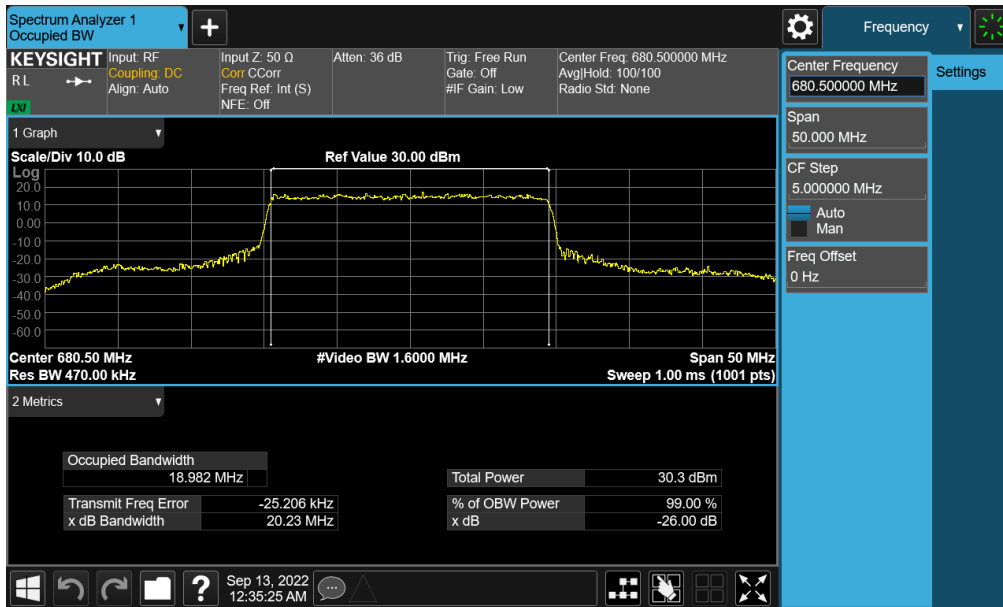 Spectrum Analyzer 1
Occupied BW
+
Frequency
KEYSIGHT
R L
LXI
Input: RF
Coupling: DC
Align: Auto
Input Z: 50 Ω
Corr CCorr
Freq Ref: Int (S)
NFE: Off
Atten: 36 dB
Trig: Free Run
Gate: Off
#IF Gain: Low
Center Freq: 680.500000 MHz
Avg|Hold: 100/100
Radio Std: None
Center Frequency
680.500000 MHz
Settings
Span
50.000 MHz
CF Step
5.000000 MHz
Auto
Man
Freq Offset
0 Hz
1 Graph
Scale/Div 10.0 dB
Ref Value 30.00 dBm
Log
20.0
10.0
0.00
-10.0
-20.0
-30.0
-40.0
-50.0
-60.0
Center 680.50 MHz
#Video BW 1.6000 MHz
Span 50 MHz
Res BW 470.00 kHz
Sweep 1.00 ms (1001 pts)
2 Metrics
Occupied Bandwidth
18.982 MHz
Total Power 30.3 dBm
Transmit Freq Error -25.206 kHz
% of OBW Power 99.00 %
x dB Bandwidth 20.23 MHz
x dB -26.00 dB
?
Sep 13, 2022
12:35:25 AM